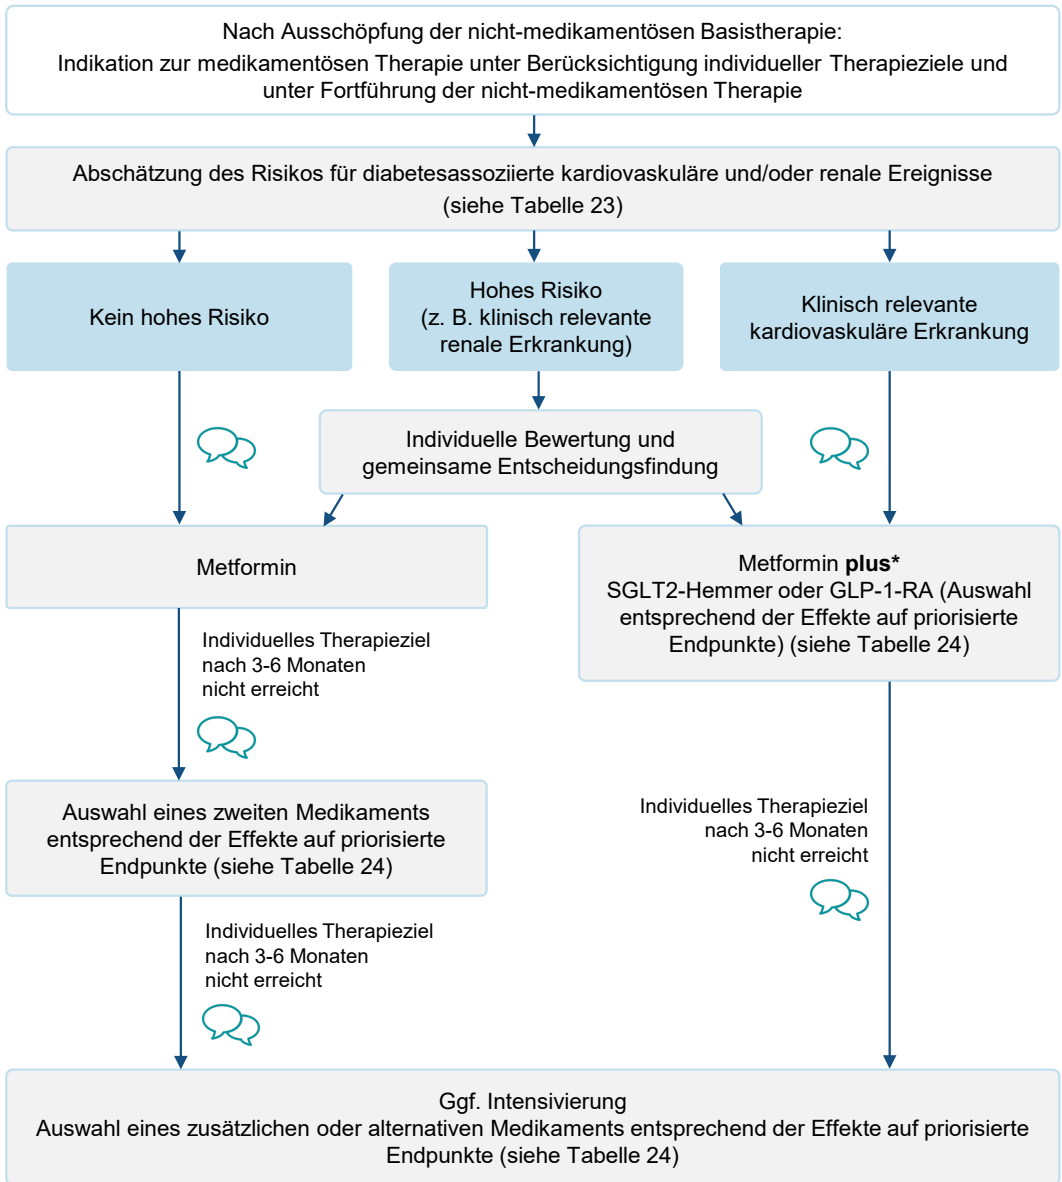 Nach Ausschöpfung der nicht-medikamentösen Basistherapie:
Indikation zur medikamentösen Therapie unter Berücksichtigung individueller Therapieziele und
unter Fortführung der nicht-medikamentösen Therapie
Abschätzung des Risikos für diabetesassoziierte kardiovaskuläre und/oder renale Ereignisse
(siehe Tabelle 23)
Kein hohes Risiko
Hohes Risiko
(z. B. klinisch relevante
renale Erkrankung)
Klinisch relevante
kardiovaskuläre Erkrankung
Individuelle Bewertung und
gemeinsame Entscheidungsfindung
Metformin
Metformin plus*
SGLT2-Hemmer oder GLP-1-RA (Auswahl
entsprechend der Effekte auf priorisierte
Endpunkte) (siehe Tabelle 24)
Individuelles Therapieziel
nach 3-6 Monaten
nicht erreicht
Auswahl eines zweiten Medikaments
entsprechend der Effekte auf priorisierte
Endpunkte (siehe Tabelle 24)
Individuelles Therapieziel
nach 3-6 Monaten
nicht erreicht
Individuelles Therapieziel
nach 3-6 Monaten
nicht erreicht
Ggf. Intensivierung
Auswahl eines zusätzlichen oder alternativen Medikaments entsprechend der Effekte auf priorisierte
Endpunkte (siehe Tabelle 24)